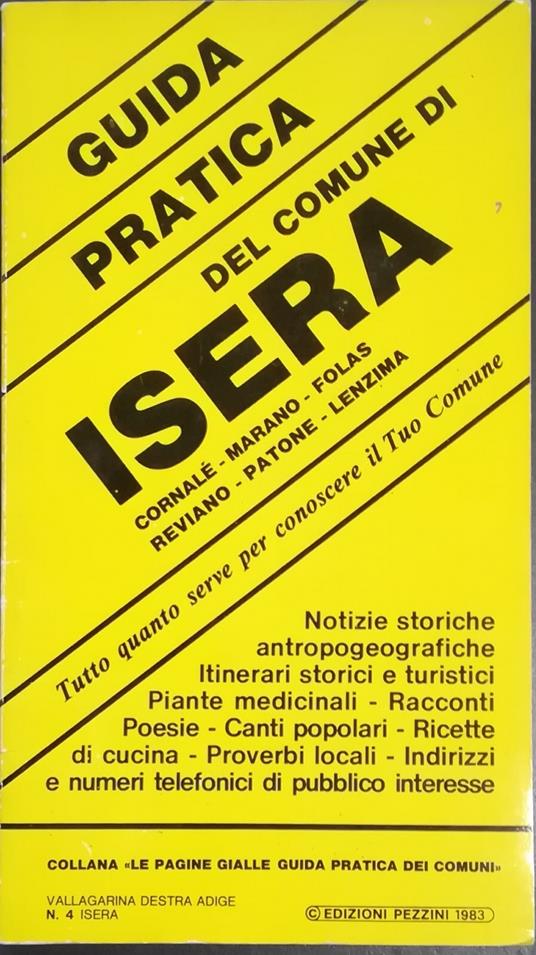 GUIDA
PRATICA
DEL COMUNE DI
ISERA
CORNALÉ - MARANO - FOLAS
REVIANO - PATONE - LENZIMA
Tutto quanto serve per conoscere il Tuo Comune
Notizie storiche
antropogeografiche
Itinerari storici e turistici
Piante medicinali - Racconti
Poesie - Canti popolari - Ricette
di cucina - Proverbi locali - Indirizzi
e numeri telefonici di pubblico interesse
COLLANA «LE PAGINE GIALLE GUIDA PRATICA DEI COMUNI»
VALLAGARINA DESTRA ADIGE
N. 4 ISERA
© EDIZIONI PEZZINI 1983